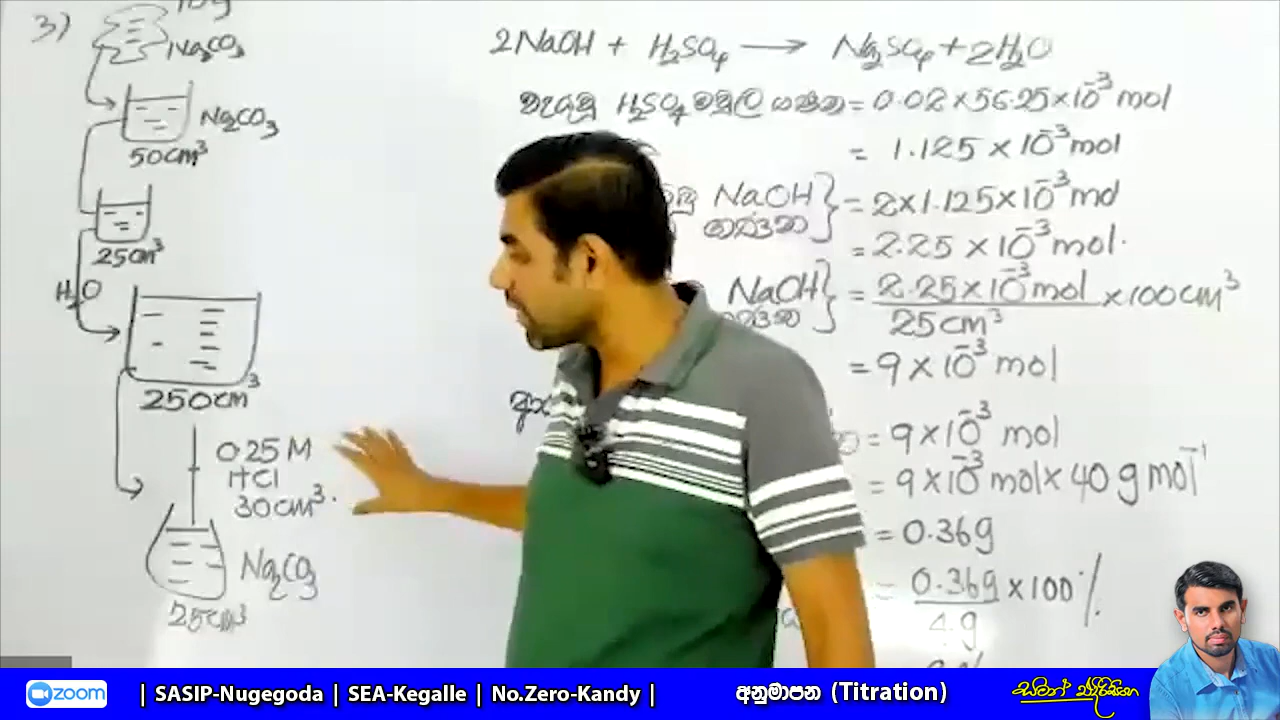 3)
Na₂CO₃
Na₂CO₃
50cm³
25cm³
H₂O
250cm³
0.25 M
HCl
30cm³.
Na₂CO₃
25cm³
2NaOH + H₂SO₄ → Na₂SO₄ + 2H₂O
වැයවූ H₂SO₄ මවුල ගණන = 0.02 × 56.25 × 10⁻³ mol
= 1.125 × 10⁻³ mol
NaOH } = 2 × 1.125 × 10⁻³ mol
= 2.25 × 10⁻³ mol.
NaOH } = 2.25 × 10⁻³ mol × 100cm³
25cm³
= 9 × 10⁻³ mol
= 9 × 10⁻³ mol
= 9 × 10⁻³ mol × 40 g mol⁻¹
= 0.36g
= 0.36g × 100%
4g
zoom | SASIP-Nugegoda | SEA-Kegalle | No.Zero-Kandy | අනුමාපන (Titration)